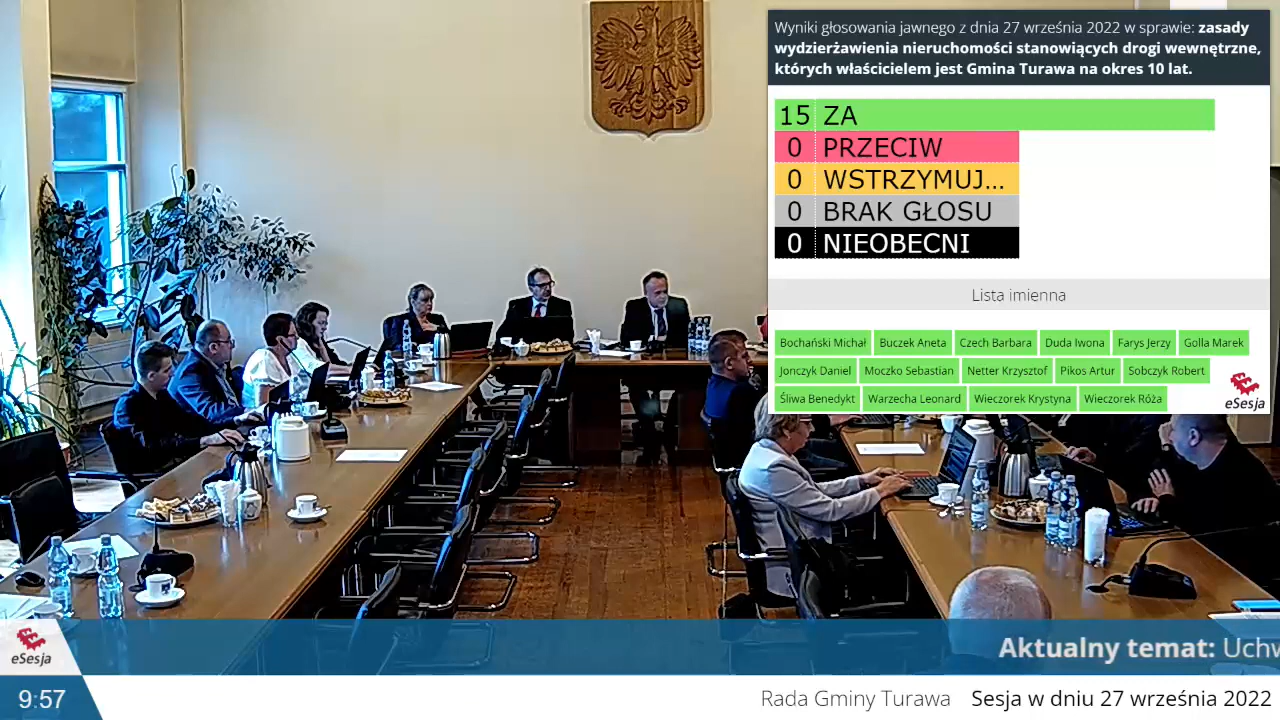 Wyniki głosowania jawnego z dnia 27 września 2022 w sprawie: zasady
wydzierżawienia nieruchomości stanowiących drogi wewnętrzne,
których właścicielem jest Gmina Turawa na okres 10 lat.
15 ZA
0 PRZECIW
0 WSTRZYMUJ...
0 BRAK GŁOSU
0 NIEOBECNI
Lista imienna
Bochański Michał Buczek Aneta Czech Barbara Duda Iwona Farys Jerzy Golla Marek
Jonczyk Daniel Moczko Sebastian Netter Krzysztof Pikos Artur Sobczyk Robert
Śliwa Benedykt Warzecha Leonard Wieczorek Krystyna Wieczorek Róża
eSesja
Aktualny temat: Uchw
eSesja
9:57
Rada Gminy Turawa Sesja w dniu 27 września 2022